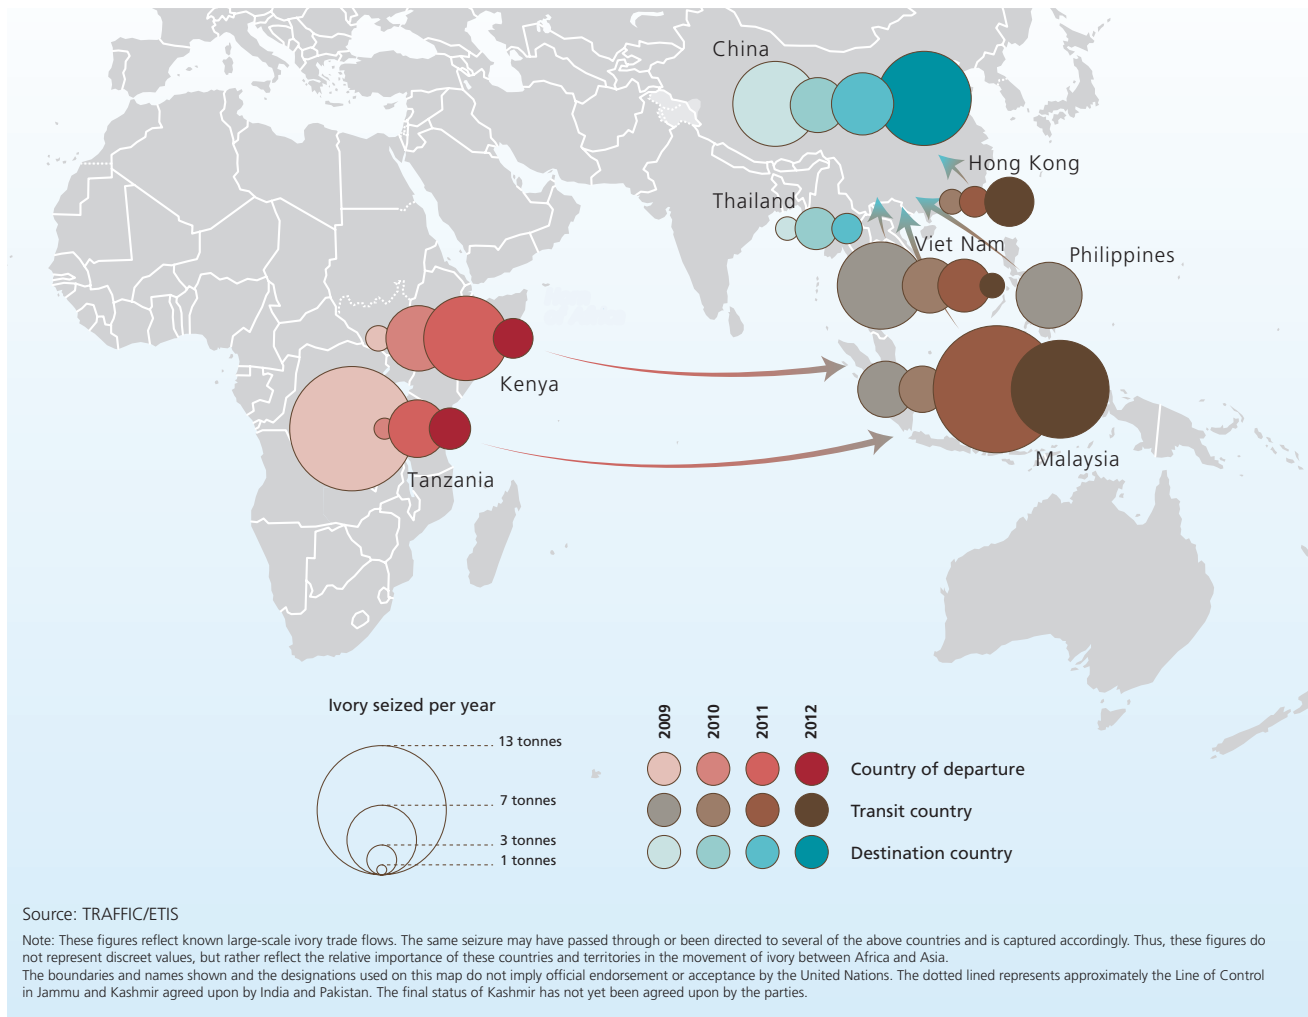 China
Hong Kong
Thailand
Viet Nam
Philippines
Kenya
Malaysia
Tanzania
Ivory seized per year
13 tonnes
7 tonnes
3 tonnes
1 tonnes
2009
2010
2011
2012
Country of departure
Transit country
Destination country
Source: TRAFFIC/ETIS
Note: These figures reflect known large-scale ivory trade flows. The same seizure may have passed through or been directed to several of the above countries and is captured accordingly. Thus, these figures do
not represent discreet values, but rather reflect the relative importance of these countries and territories in the movement of ivory between Africa and Asia.
The boundaries and names shown and the designations used on this map do not imply official endorsement or acceptance by the United Nations. The dotted lined represents approximately the Line of Control
in Jammu and Kashmir agreed upon by India and Pakistan. The final status of Kashmir has not yet been agreed upon by the parties.